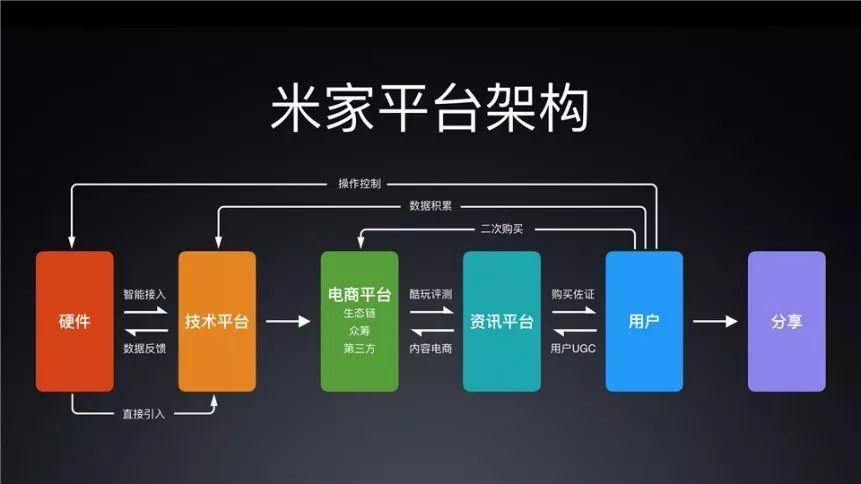 米家平台架构
操作控制
数据积累
二次购买
硬件
智能接入
数据反馈
直接引入
技术平台
电商平台
生态链
众筹
第三方
酷玩评测
内容电商
资讯平台
购买佐证
用户UGC
用户
分享